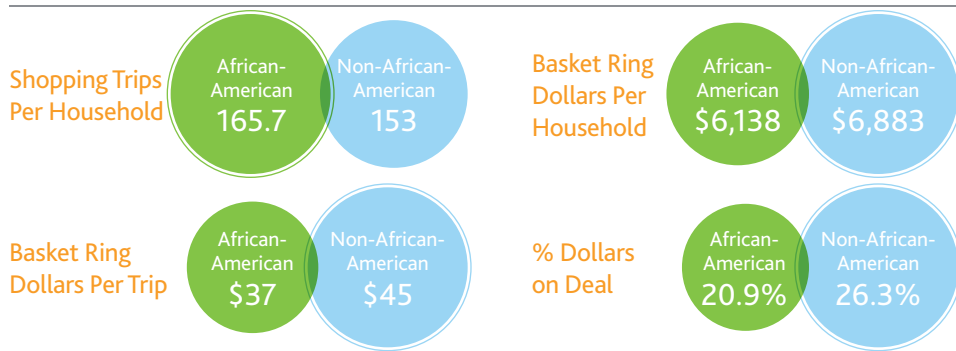 Shopping Trips
Per Household
African-
American
165.7
Non-African-
American
153
Basket Ring
Dollars Per
Household
African-
American
$6,138
Non-African-
American
$6,883
Basket Ring
Dollars Per Trip
African-
American
$37
Non-African-
American
$45
% Dollars
on Deal
African-
American
20.9%
Non-African-
American
26.3%